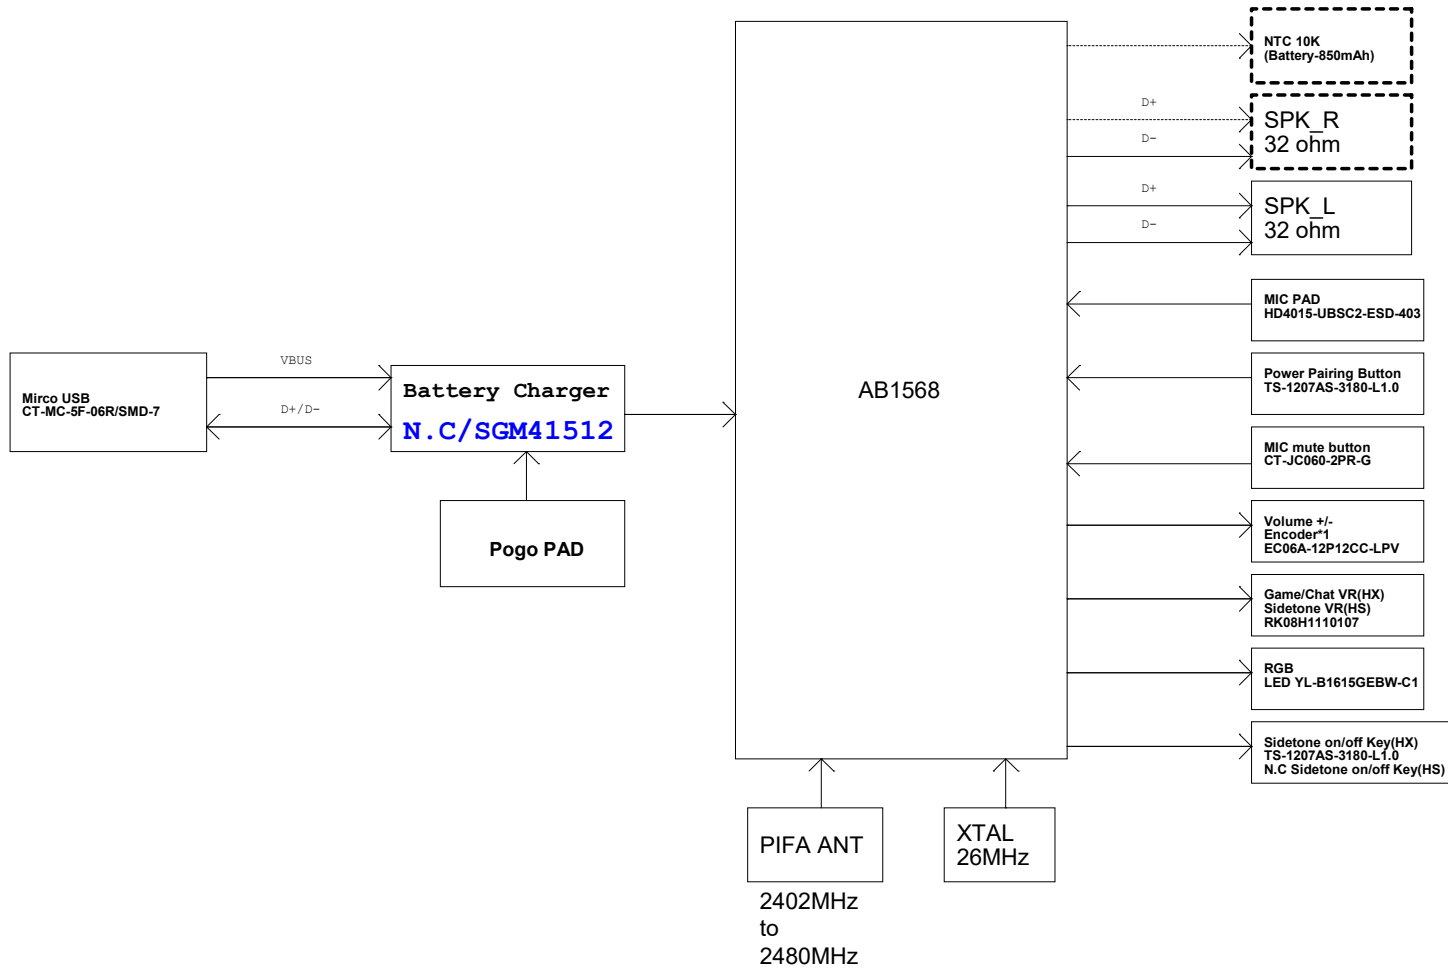 NTC 10K
(Battery-850mAh)
D+
SPK_R
32 ohm
D-
D+
SPK_L
32 ohm
D-
MIC PAD
HD4015-UBSC2-ESD-403
Mirco USB
CT-MC-5F-06R/SMD-7
VBUS
D+/D-
Battery Charger
N.C/SGM41512
Pogo PAD
AB1568
Power Pairing Button
TS-1207AS-3180-L1.0
MIC mute button
CT-JC060-2PR-G
Volume +/-
Encoder*1
EC06A-12P12CC-LPV
Game/Chat VR(HX)
Sidetone VR(HS)
RK08H1110107
RGB
LED YL-B1615GEBW-C1
Sidetone on/off Key(HX)
TS-1207AS-3180-L1.0
N.C Sidetone on/off Key(HS)
PIFA ANT
2402MHz
to
2480MHz
XTAL
26MHz